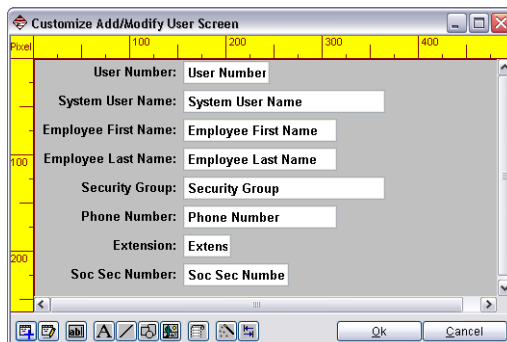 Customize Add/Modify User Screen
Pixel 100 200 300 400
User Number: User Number
System User Name: System User Name
Employee First Name: Employee First Name
100 Employee Last Name: Employee Last Name
Security Group: Security Group
Phone Number: Phone Number
Extension: Extens
200
Soc Sec Number: Soc Sec Numbe
ab A Ok Cancel